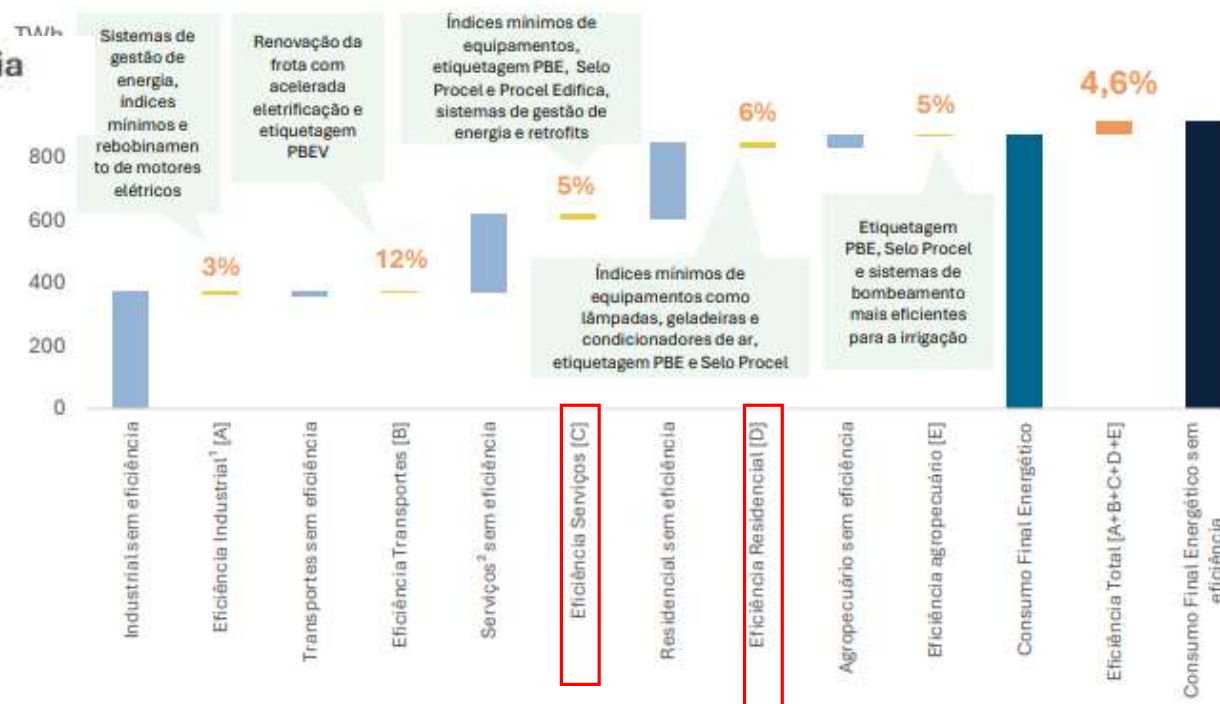 TWh
ia
Sistemas de
gestão de
energia,
índices
mínimos e
rebobinamen
to de motores
elétricos
Renovação da
frota com
acelerada
eletrificação e
etiquetagem
PBEV
Índices mínimos de
equipamentos,
etiquetagem PBE, Selo
Procel e Procel Edifica,
sistemas de gestão de
energia e retrofits
4,6%
6%
5%
5%
3%
12%
800
600
400
200
0
Índices mínimos de
equipamentos como
lâmpadas, geladeiras e
condicionadores de ar,
etiquetagem PBE e Selo Procel
Etiquetagem
PBE, Selo Procel
e sistemas de
bombeamento
mais eficientes
para a irrigação
Industrial sem eficiência
Eficiência Industrial¹ [A]
Transportes sem eficiência
Eficiência Transportes [B]
Serviços² sem eficiência
Eficiência Serviços [C]
Residencial sem eficiência
Eficiência Residencial [D]
Agropecuário sem eficiência
Eficiência agropecuário [E]
Consumo Final Energético
Eficiência Total [A+B+C+D+E]
Consumo Final Energético sem
eficiência